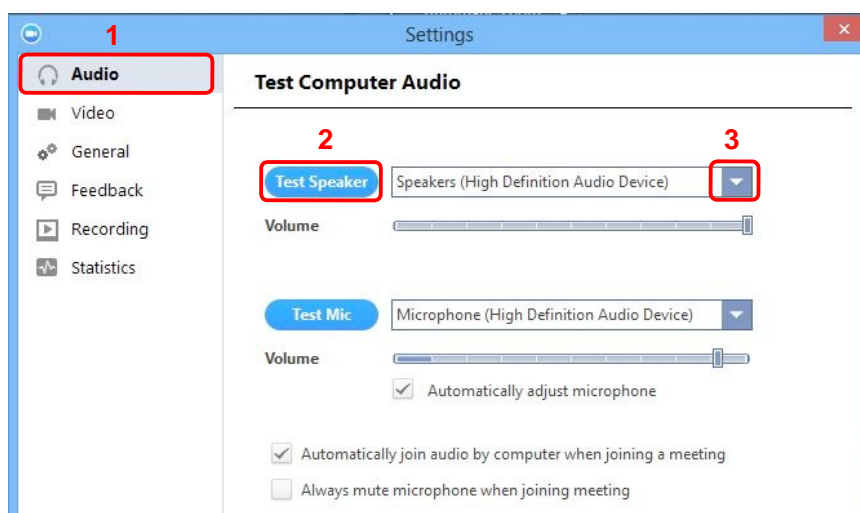 1
Settings
Audio
Test Computer Audio
Video
2
3
General
Test Speaker Speakers (High Definition Audio Device)
Feedback
Volume
Recording
Statistics
Test Mic Microphone (High Definition Audio Device)
Volume
Automatically adjust microphone
Automatically join audio by computer when joining a meeting
Always mute microphone when joining meeting